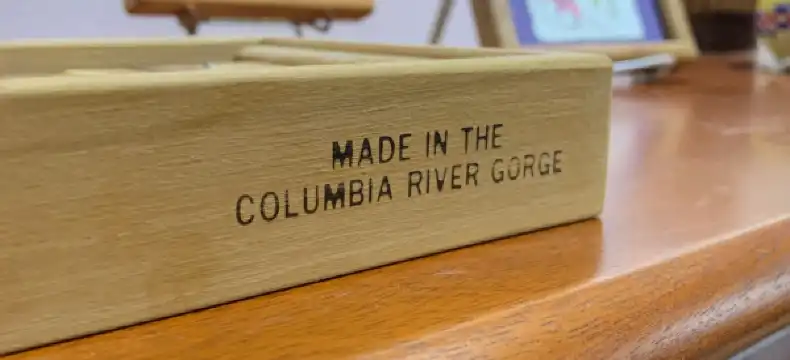 MADE IN THE
COLUMBIA RIVER GORGE